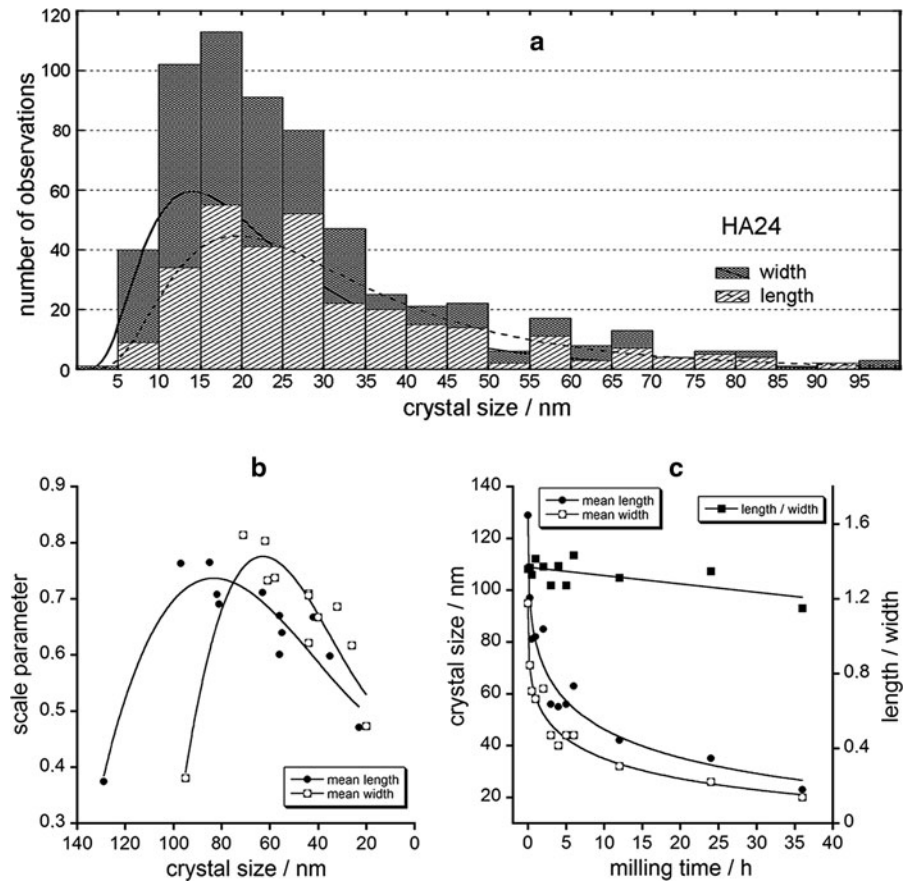 a
number of observations
120
100
80
60
40
20
0
HA24
width
length
5 10 15 20 25 30 35 40 45 50 55 60 65 70 75 80 85 90 95
crystal size / nm
b
scale parameter
0.9
0.8
0.7
0.6
0.5
0.4
0.3
mean length
mean width
140 120 100 80 60 40 20 0
crystal size / nm
c
crystal size / nm
140
120
100
80
60
40
20
mean length
mean width
length / width
1.6
1.2
0.8
0.4
0
length / width
0 5 10 15 20 25 30 35 40
milling time / h